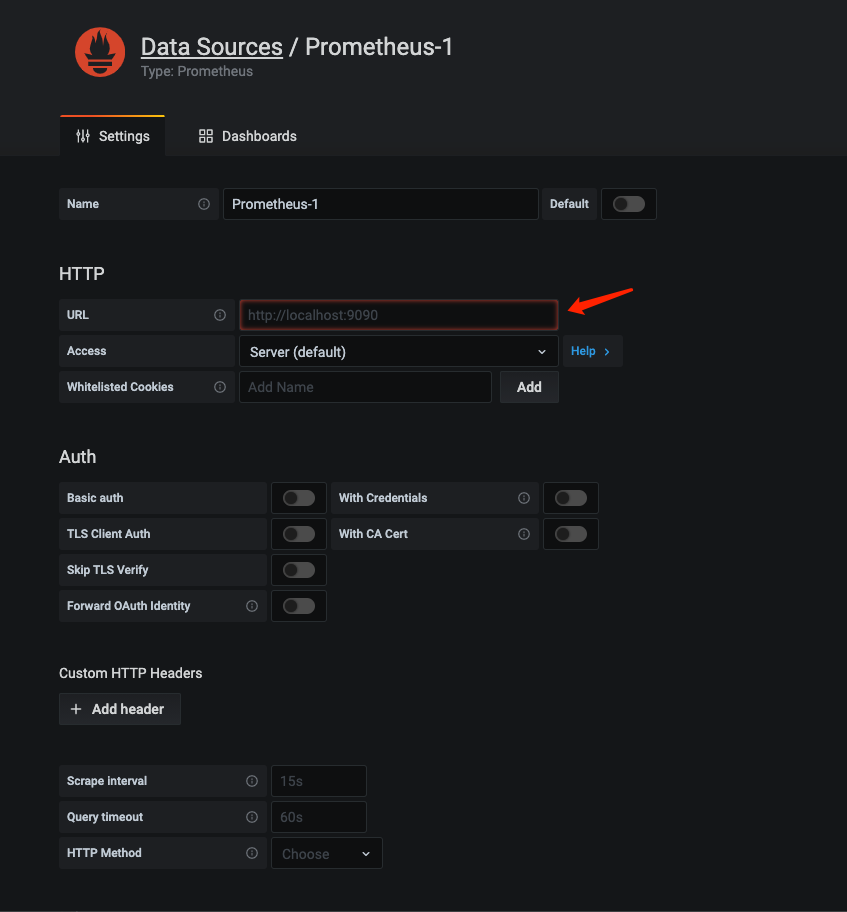 Data Sources / Prometheus-1
Type: Prometheus
Settings
Dashboards
Name
Prometheus-1
Default
HTTP
URL
http://localhost:9090
Access
Server (default)
Help
Whitelisted Cookies
Add Name
Add
Auth
Basic auth
With Credentials
TLS Client Auth
With CA Cert
Skip TLS Verify
Forward OAuth Identity
Custom HTTP Headers
Add header
Scrape interval
15s
Query timeout
60s
HTTP Method
Choose